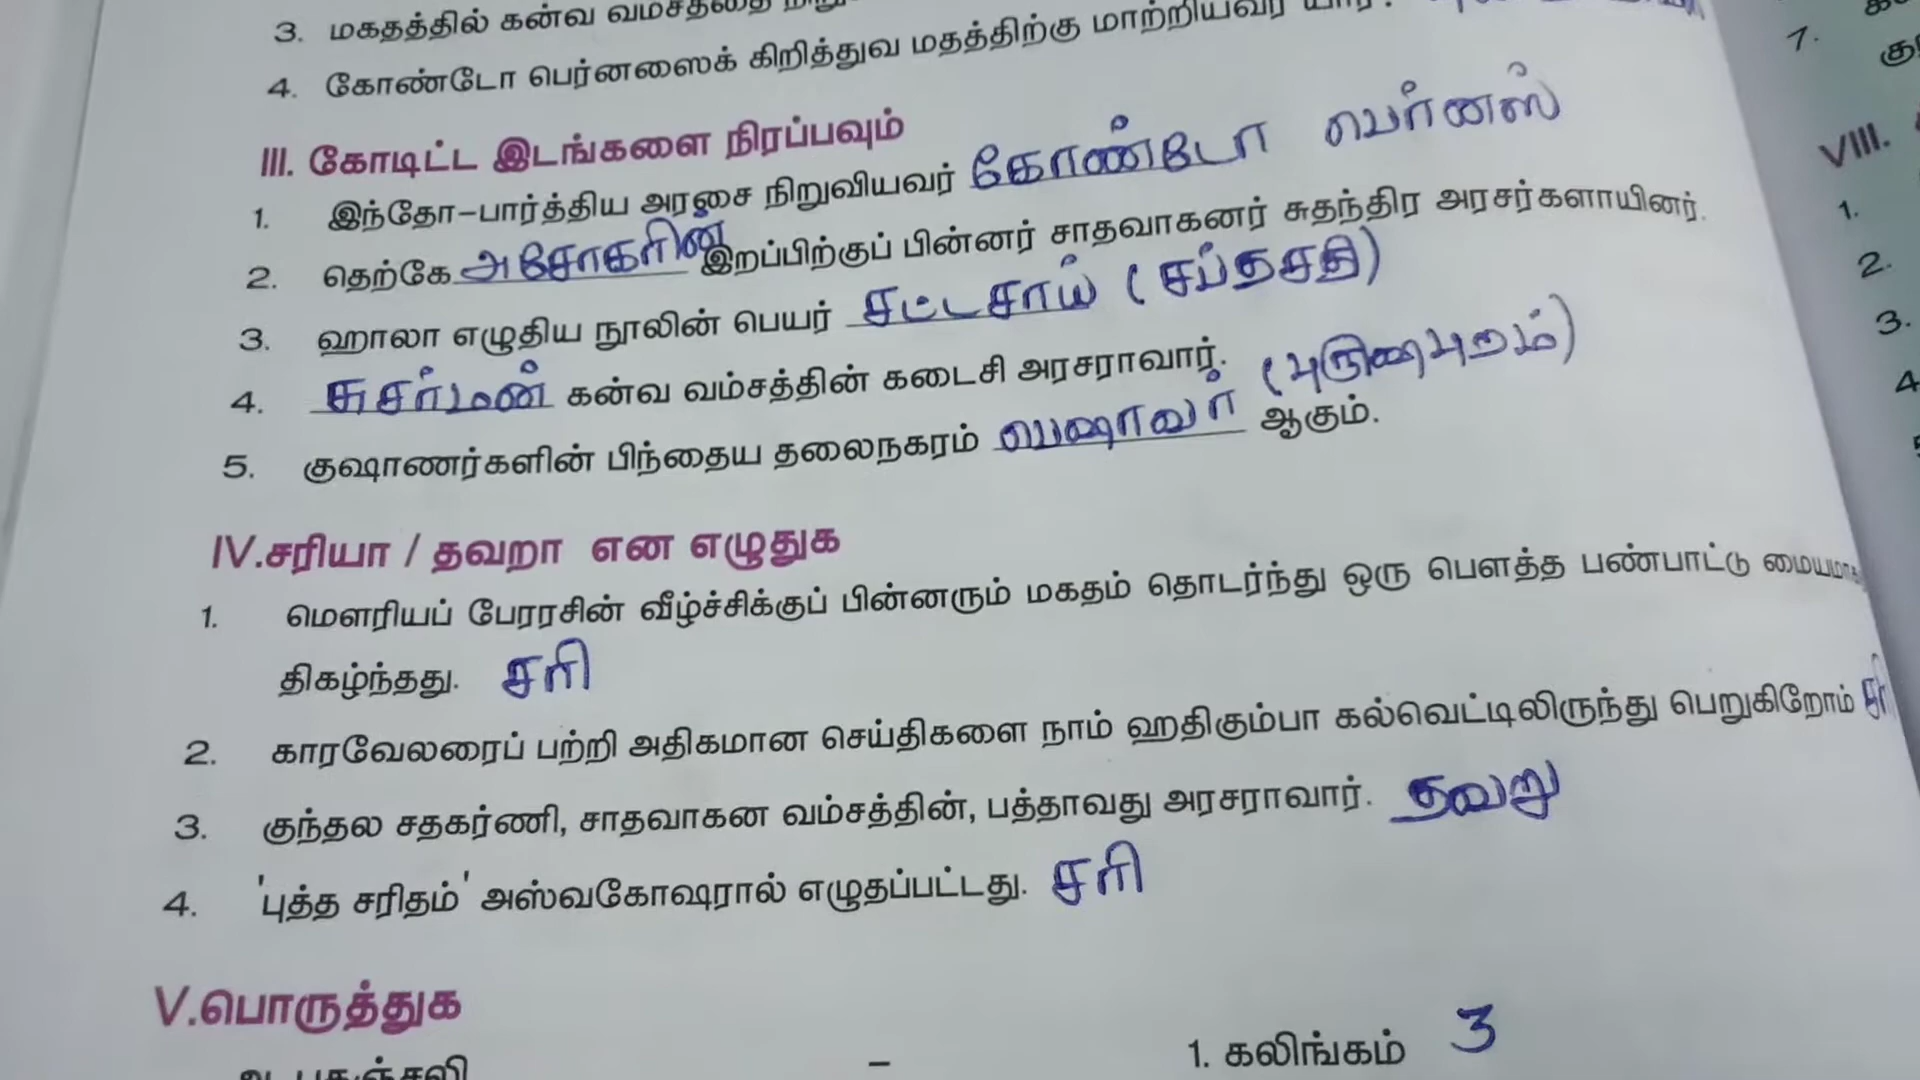 3. மகதத்தில் கன்வ வம்சத்தை
4. கோண்டோ பெர்னஸைக் கிறித்துவ மதத்திற்கு மாற்றியவர் யார்?
III. கோடிட்ட இடங்களை நிரப்பவும்
1. இந்தோ-பார்த்திய அரசை நிறுவியவர் கோண்டோ பெர்னஸ்
2. தெற்கே அசோகரின் இறப்பிற்குப் பின்னர் சாதவாகனர் சுதந்திர அரசர்களாயினர்.
3. ஹாலா எழுதிய நூலின் பெயர் சட்டசாய் (சப்தசதி)
4. சுசர்மன் கன்வ வம்சத்தின் கடைசி அரசராவார்.
5. குஷாணர்களின் பிந்தைய தலைநகரம் பெஷாவர் (புருஷபுரம்) ஆகும்.
IV.சரியா / தவறா என எழுதுக
1. மௌரியப் பேரரசின் வீழ்ச்சிக்குப் பின்னரும் மகதம் தொடர்ந்து ஒரு பௌத்த பண்பாட்டு மையமாக
திகழ்ந்தது. சரி
2. காரவேலரைப் பற்றி அதிகமான செய்திகளை நாம் ஹதிகும்பா கல்வெட்டிலிருந்து பெறுகிறோம்
3. குந்தல சதகர்ணி, சாதவாகன வம்சத்தின், பத்தாவது அரசராவார். தவறு
4. 'புத்த சரிதம்' அஸ்வகோஷரால் எழுதப்பட்டது. சரி
V.பொருத்துக
அ. பதஞ்சலி – 1. கலிங்கம் 3
7.
VIII.
1.
2.
3.
4